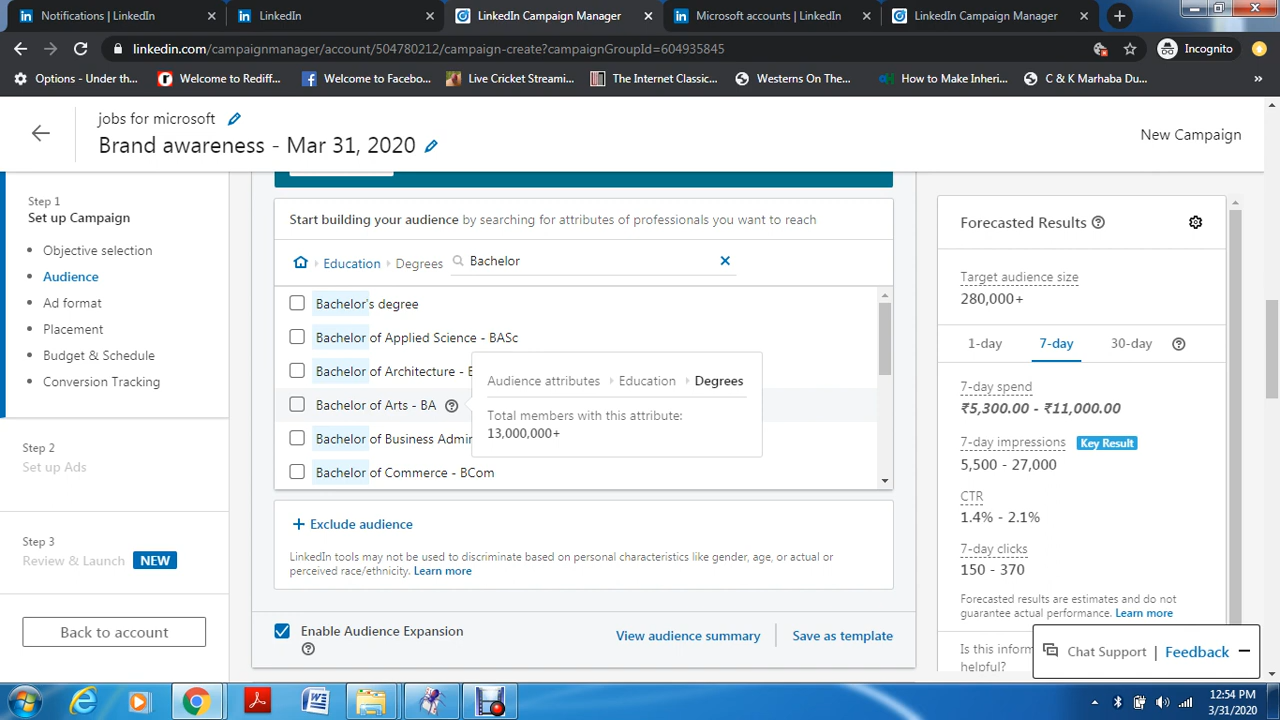 Notifications | LinkedIn
LinkedIn
LinkedIn Campaign Manager
Microsoft accounts | LinkedIn
LinkedIn Campaign Manager
linkedin.com/campaignmanager/account/504780212/campaign-create?campaignGroupId=604935845
Incognito
Options - Under th...
Welcome to Rediff...
Welcome to Facebo...
Live Cricket Streami...
The Internet Classic...
Westerns On The...
How to Make Inheri...
C & K Marhaba Du...
»
jobs for microsoft
Brand awareness - Mar 31, 2020
New Campaign
Step 1
Set up Campaign
Objective selection
Audience
Ad format
Placement
Budget & Schedule
Conversion Tracking
Step 2
Set up Ads
Step 3
Review & Launch NEW
Back to account
Start building your audience by searching for attributes of professionals you want to reach
Education Degrees Bachelor
Bachelor's degree
Bachelor of Applied Science - BASc
Bachelor of Architecture -
Bachelor of Arts - BA
Bachelor of Business Admin
Bachelor of Commerce - BCom
Audience attributes Education Degrees
Total members with this attribute:
13,000,000+
+ Exclude audience
LinkedIn tools may not be used to discriminate based on personal characteristics like gender, age, or actual or
perceived race/ethnicity. Learn more
Enable Audience Expansion
View audience summary
Save as template
Forecasted Results
Target audience size
280,000+
1-day 7-day 30-day
7-day spend
₹5,300.00 - ₹11,000.00
7-day impressions Key Result
5,500 - 27,000
CTR
1.4% - 2.1%
7-day clicks
150 - 370
Forecasted results are estimates and do not
guarantee actual performance. Learn more
Is this inform
helpful?
Chat Support | Feedback
12:54 PM
3/31/2020